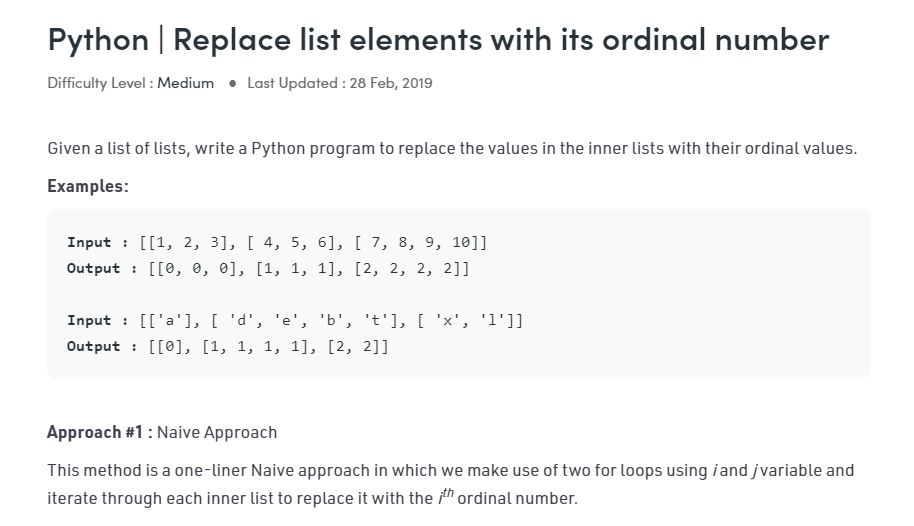 Python | Replace list elements with its ordinal number
Difficulty Level : Medium ● Last Updated : 28 Feb, 2019
Given a list of lists, write a Python program to replace the values in the inner lists with their ordinal values.
Examples:
Input : [[1, 2, 3], [ 4, 5, 6], [ 7, 8, 9, 10]]
Output : [[0, 0, 0], [1, 1, 1], [2, 2, 2, 2]]
Input : [['a'], [ 'd', 'e', 'b', 't'], [ 'x', 'l']]
Output : [[0], [1, 1, 1, 1], [2, 2]]
Approach #1 : Naive Approach
This method is a one-liner Naive approach in which we make use of two for loops using i and j variable and
iterate through each inner list to replace it with the ith ordinal number.